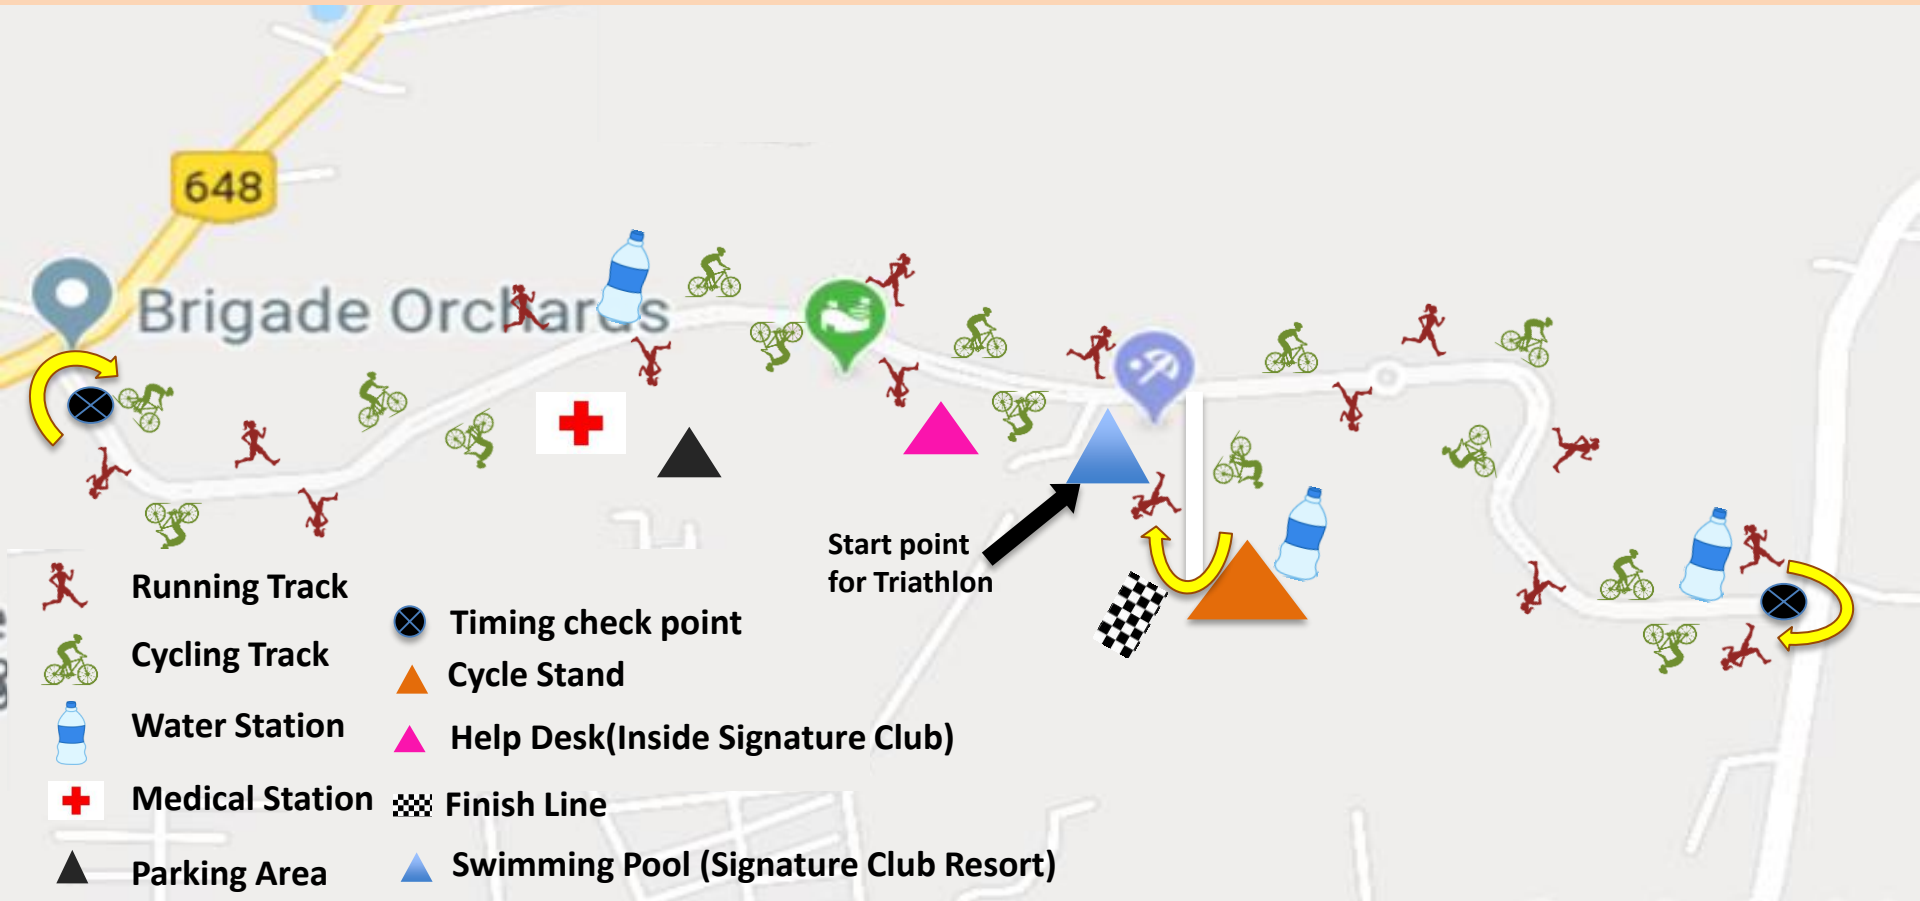 648
Brigade Orchards
Start point
for Triathlon
Running Track
Cycling Track
Water Station
Medical Station
Parking Area
Timing check point
Cycle Stand
Help Desk(Inside Signature Club)
Finish Line
Swimming Pool (Signature Club Resort)